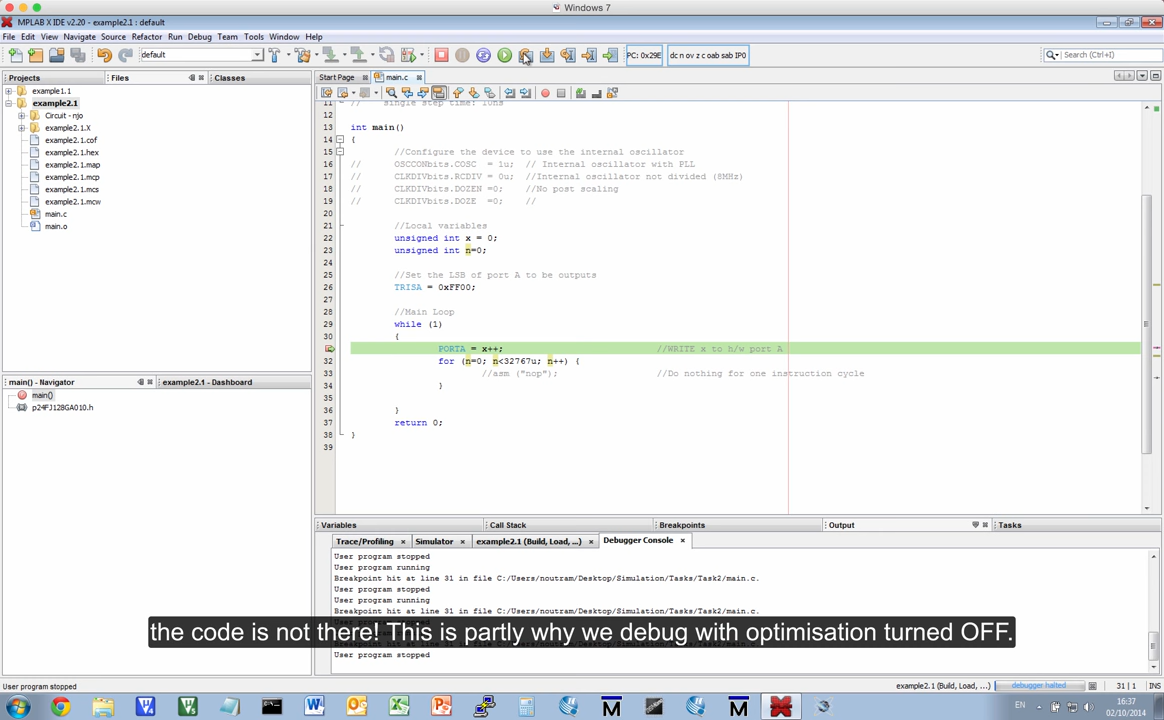 Windows 7
MPLAB X IDE v2.20 - example2.1 : default
File Edit View Navigate Source Refactor Run Debug Team Tools Window Help
default
PC: 0x29E
dc n ov z c oab sab IP0
Search (Ctrl+I)
Projects Files Classes
Start Page main.c
example1.1
example2.1
Circuit - njo
example2.1.X
example2.1.cof
example2.1.hex
example2.1.map
example2.1.mcp
example2.1.mcs
example2.1.mcw
main.c
main.o
11 // single step time: 10ns
12
13 int main()
14 {
15 //Configure the device to use the internal oscillator
16 // OSCCONbits.COSC = 1u; // Internal oscillator with PLL
17 // CLKDIVbits.RCDIV = 0u; //Internal oscillator not divided (8MHz)
18 // CLKDIVbits.DOZEN =0; //No post scaling
19 // CLKDIVbits.DOZE =0; //
20
21 //Local variables
22 unsigned int x = 0;
23 unsigned int n=0;
24
25 //Set the LSB of port A to be outputs
26 TRISA = 0xFF00;
27
28 //Main Loop
29 while (1)
30 {
PORTA = x++; //WRITE x to h/w port A
32 for (n=0; n<32767u; n++) {
33 //asm ("nop"); //Do nothing for one instruction cycle
34 }
35
36 }
37 return 0;
38 }
39
main() - Navigator example2.1 - Dashboard
main()
p24FJ128GA010.h
Variables Call Stack Breakpoints Output Tasks
Trace/Profiling Simulator example2.1 (Build, Load, ...) Debugger Console
User program stopped
User program running
Breakpoint hit at line 31 in file C:/Users/noutram/Desktop/Simulation/Tasks/Task2/main.c.
User program stopped
User program running
Breakpoint hit at line 31 in file C:/Users/noutram/Desktop/Simulation/Tasks/Task2/main.c.
the code is not there! This is partly why we debug with optimisation turned OFF.
User program stopped
User program stopped
example2.1 (Build, Load, ...)
debugger halted
31 | 1
INS
EN
16:37
02/10/2014